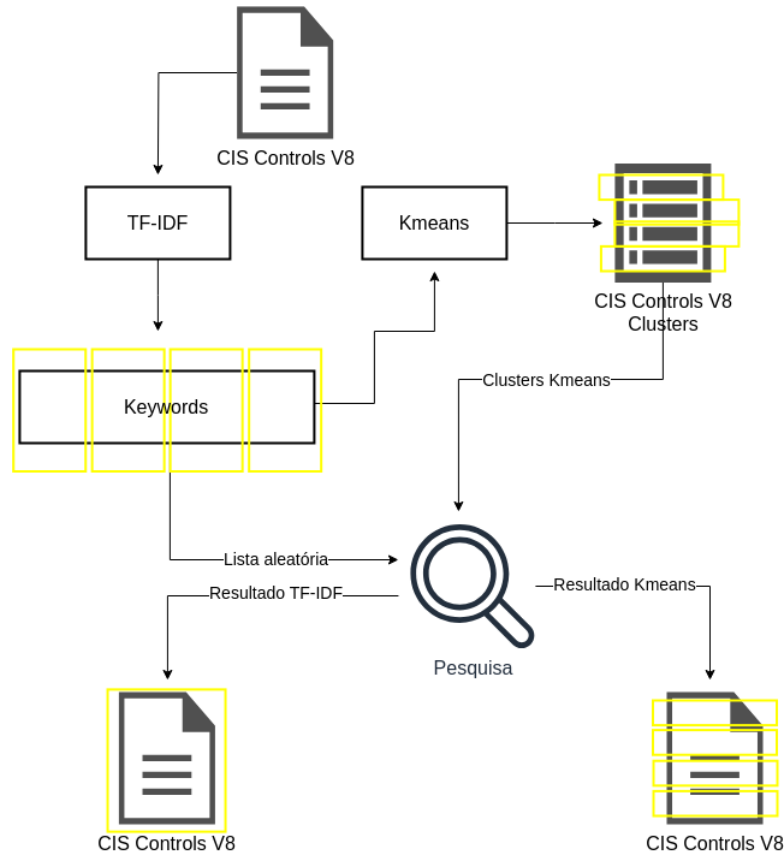 CIS Controls V8
TF-IDF
Kmeans
CIS Controls V8
Clusters
Keywords
Clusters Kmeans
Lista aleatória
Resultado TF-IDF
Resultado Kmeans
Pesquisa
CIS Controls V8
CIS Controls V8